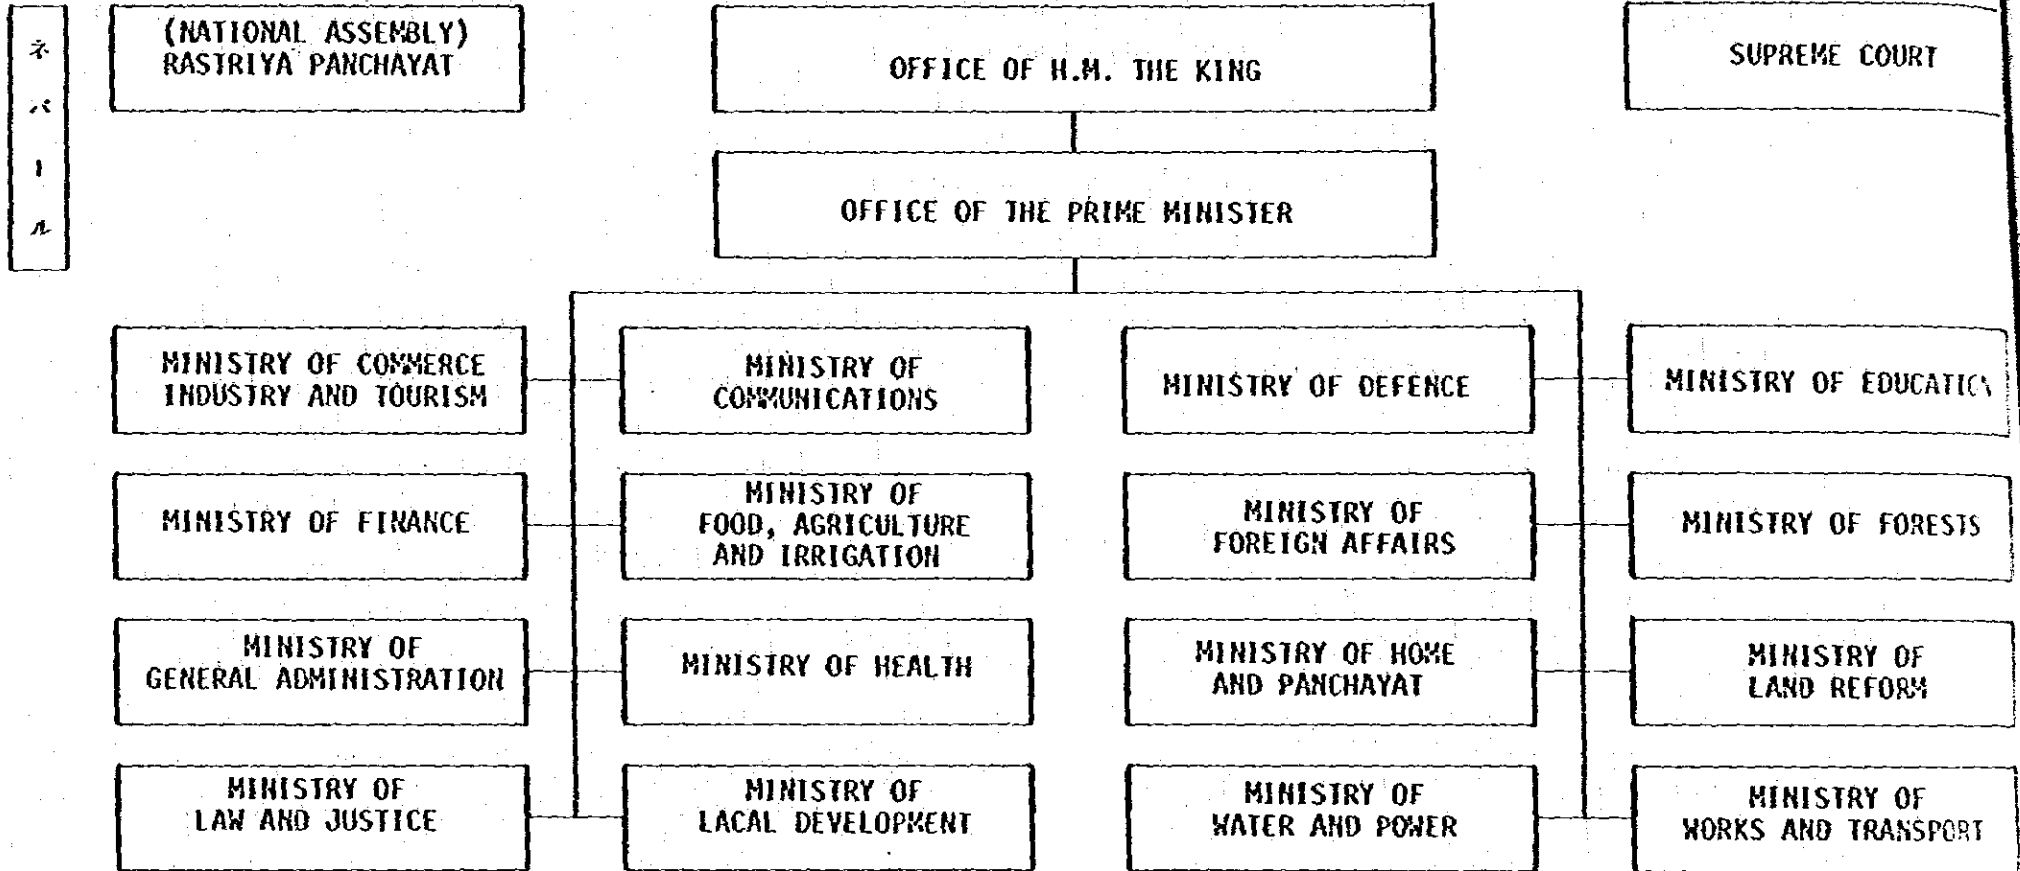 ネパール
(NATIONAL ASSEMBLY)
RASTRIYA PANCHAYAT
OFFICE OF H.M. THE KING
SUPREME COURT
OFFICE OF THE PRIME MINISTER
MINISTRY OF COMMERCE
INDUSTRY AND TOURISM
MINISTRY OF
COMMUNICATIONS
MINISTRY OF DEFENCE
MINISTRY OF EDUCATION
MINISTRY OF FINANCE
MINISTRY OF
FOOD, AGRICULTURE
AND IRRIGATION
MINISTRY OF
FOREIGN AFFAIRS
MINISTRY OF FORESTS
MINISTRY OF
GENERAL ADMINISTRATION
MINISTRY OF HEALTH
MINISTRY OF HOME
AND PANCHAYAT
MINISTRY OF
LAND REFORM
MINISTRY OF
LAW AND JUSTICE
MINISTRY OF
LACAL DEVELOPMENT
MINISTRY OF
WATER AND POWER
MINISTRY OF
WORKS AND TRANSPORT